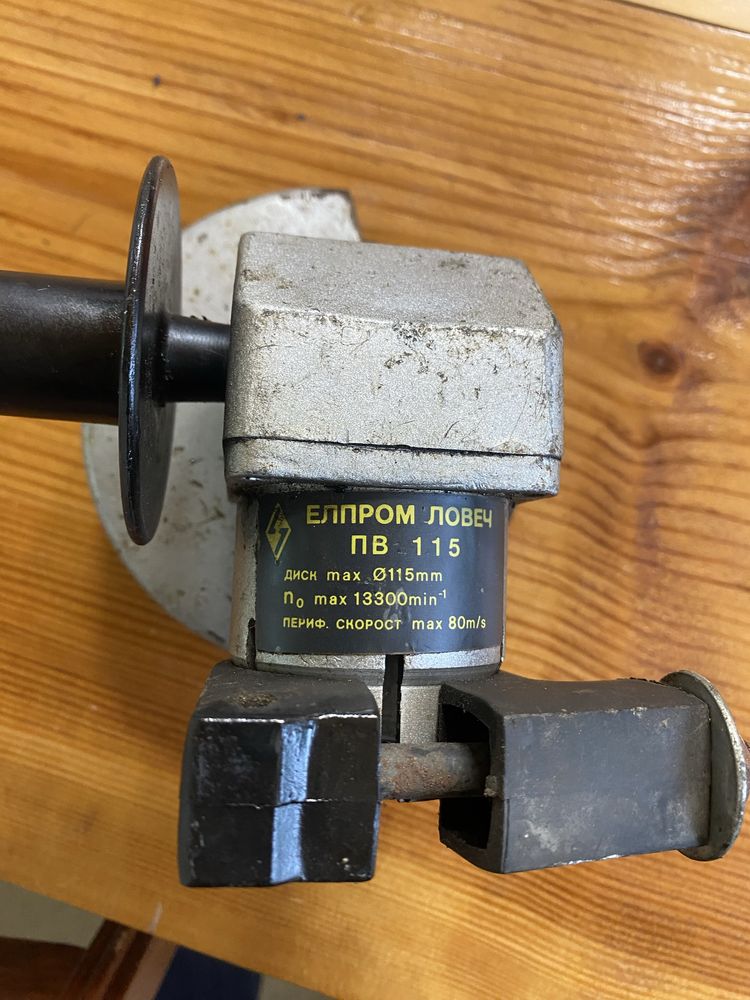 ЕЛПРОМ ЛОВЕЧ
ПВ 115
ДИСК max Ø115mm
n₀ max 13300min⁻¹
ПЕРИФ. СКОРОСТ max 80m/s